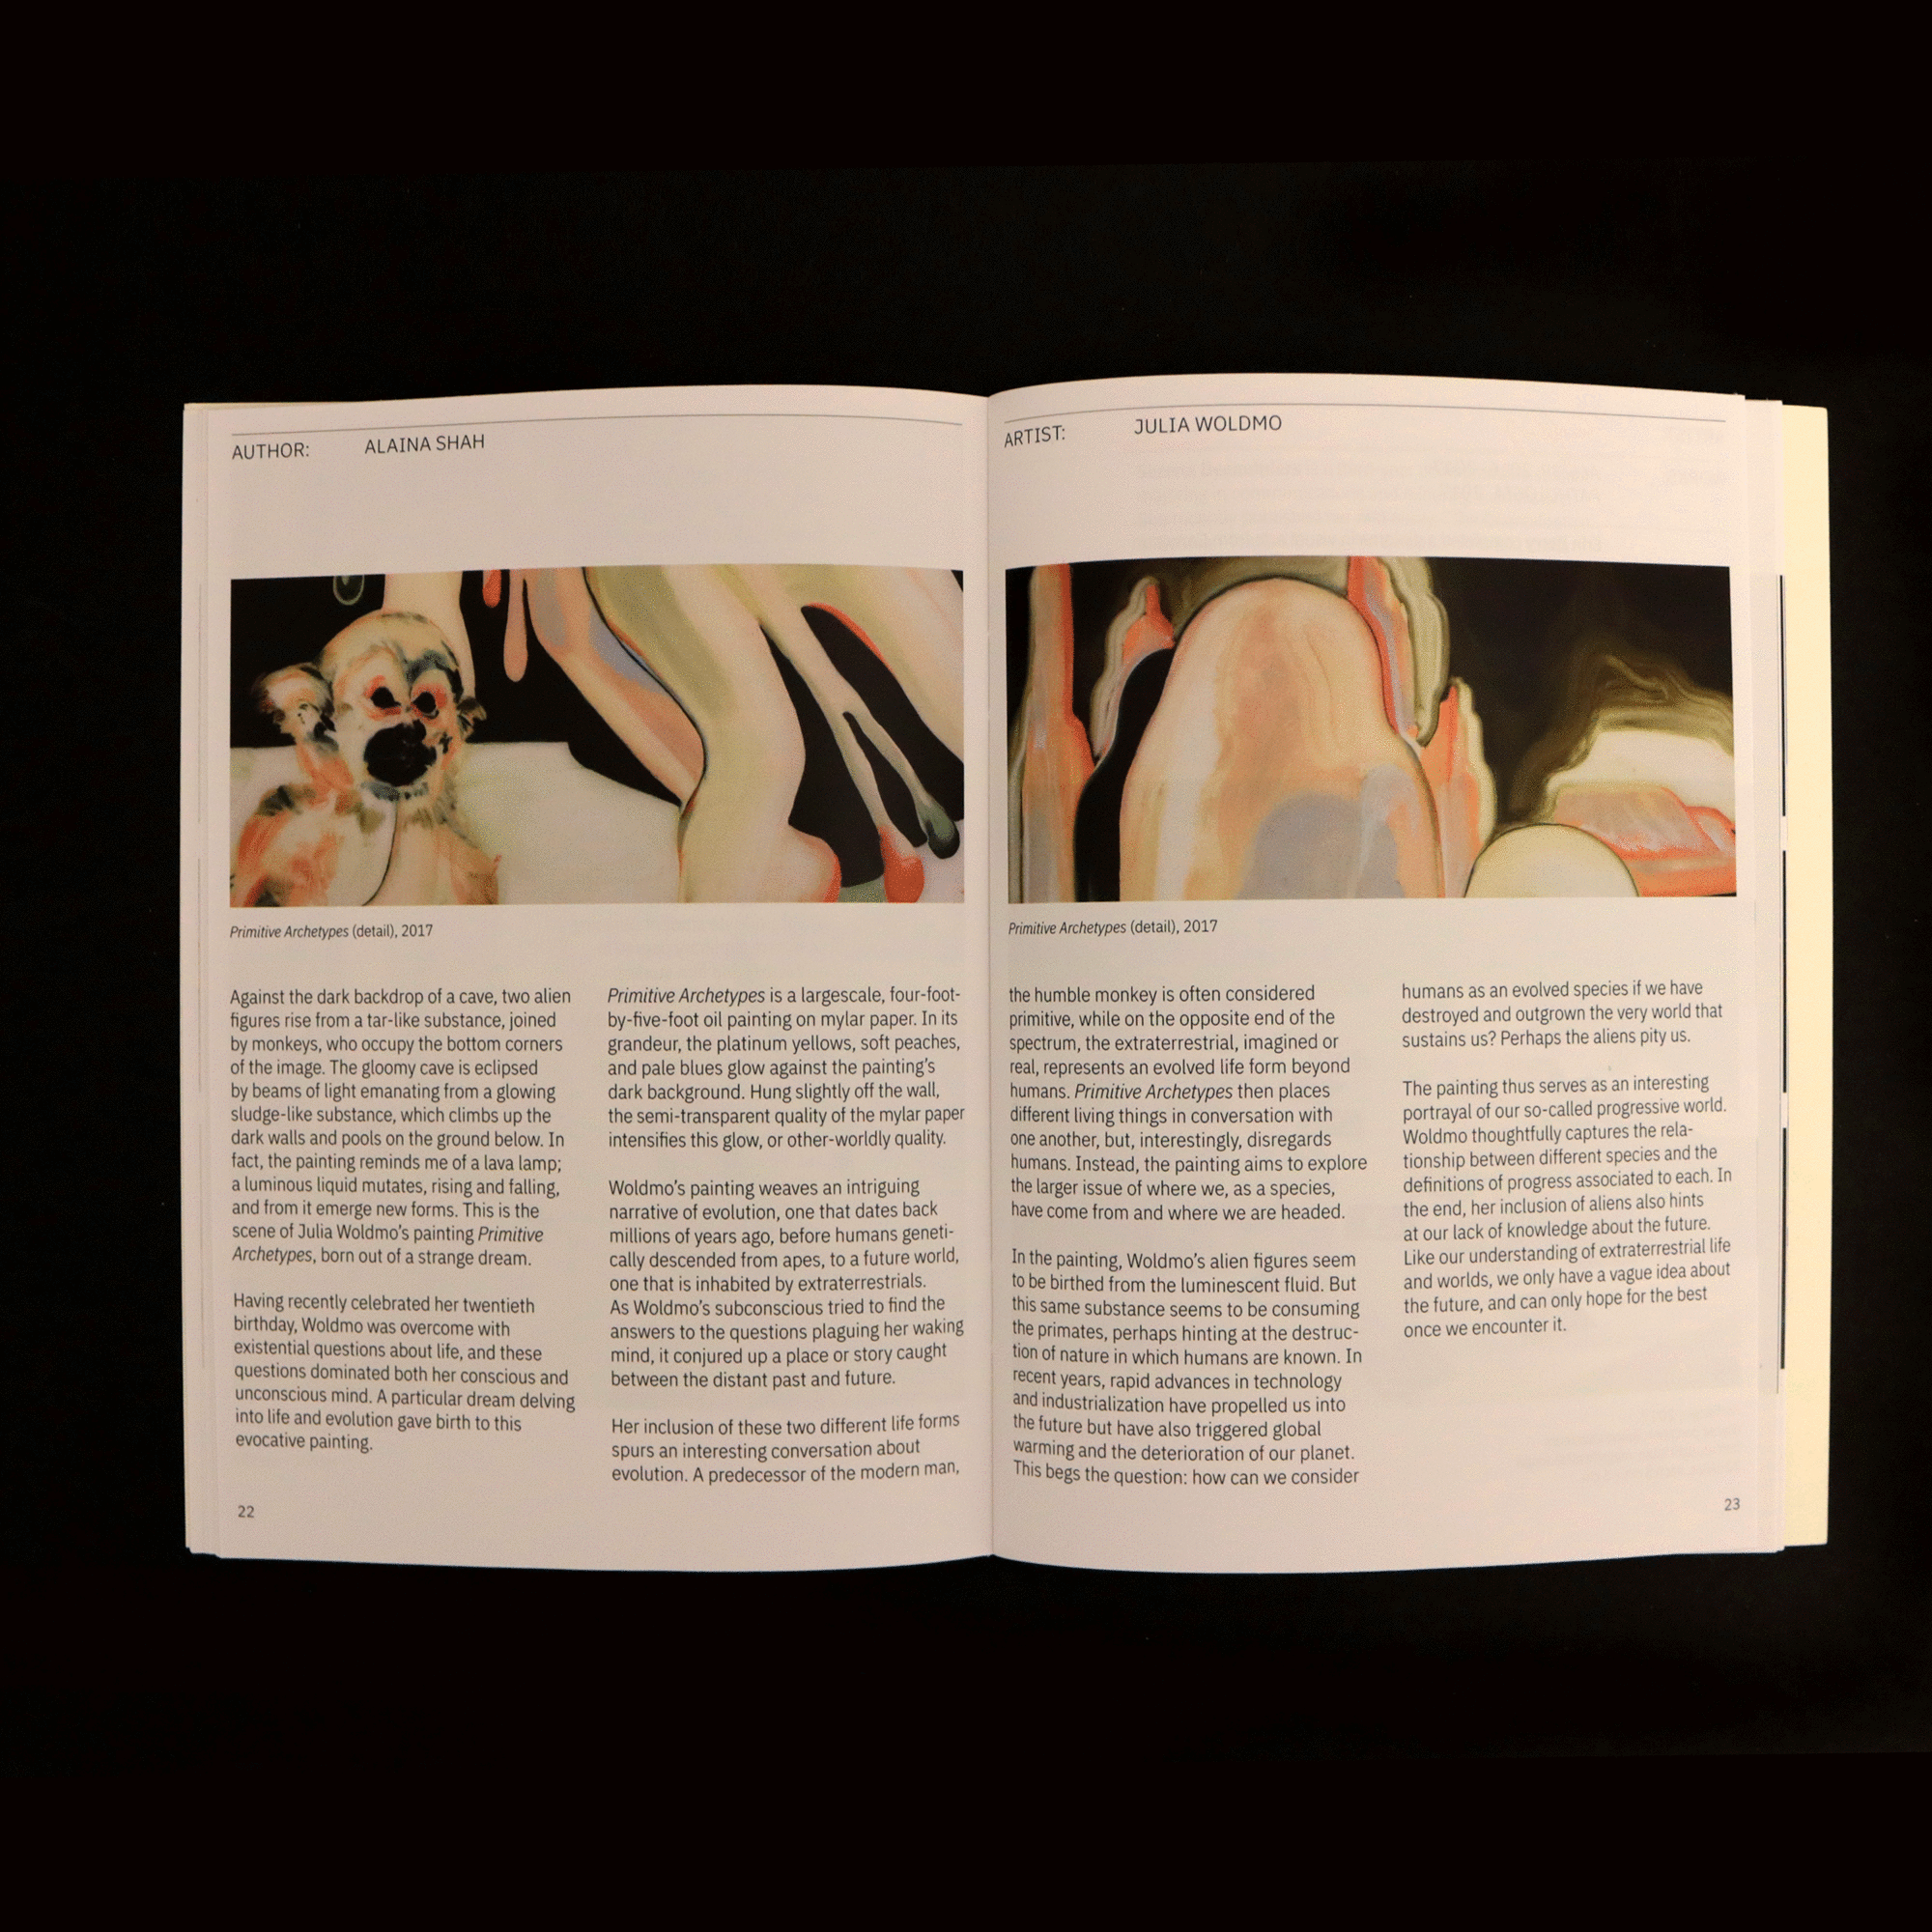 AUTHOR: ALAINA SHAH
Primitive Archetypes (detail), 2017
Against the dark backdrop of a cave, two alien
figures rise from a tar-like substance, joined
by monkeys, who occupy the bottom corners
of the image. The gloomy cave is eclipsed
by beams of light emanating from a glowing
sludge-like substance, which climbs up the
dark walls and pools on the ground below. In
fact, the painting reminds me of a lava lamp;
a luminous liquid mutates, rising and falling,
and from it emerge new forms. This is the
scene of Julia Woldmo's painting Primitive
Archetypes, born out of a strange dream.
Having recently celebrated her twentieth
birthday, Woldmo was overcome with
existential questions about life, and these
questions dominated both her conscious and
unconscious mind. A particular dream delving
into life and evolution gave birth to this
evocative painting.
Primitive Archetypes is a largescale, four-foot-
by-five-foot oil painting on mylar paper. In its
grandeur, the platinum yellows, soft peaches,
and pale blues glow against the painting's
dark background. Hung slightly off the wall,
the semi-transparent quality of the mylar paper
intensifies this glow, or other-worldly quality.
Woldmo's painting weaves an intriguing
narrative of evolution, one that dates back
millions of years ago, before humans geneti-
cally descended from apes, to a future world,
one that is inhabited by extraterrestrials.
As Woldmo's subconscious tried to find the
answers to the questions plaguing her waking
mind, it conjured up a place or story caught
between the distant past and future.
Her inclusion of these two different life forms
spurs an interesting conversation about
evolution. A predecessor of the modern man,
22
ARTIST: JULIA WOLDMO
Primitive Archetypes (detail), 2017
the humble monkey is often considered
primitive, while on the opposite end of the
spectrum, the extraterrestrial, imagined or
real, represents an evolved life form beyond
humans. Primitive Archetypes then places
different living things in conversation with
one another, but, interestingly, disregards
humans. Instead, the painting aims to explore
the larger issue of where we, as a species,
have come from and where we are headed.
In the painting, Woldmo's alien figures seem
to be birthed from the luminescent fluid. But
this same substance seems to be consuming
the primates, perhaps hinting at the destruc-
tion of nature in which humans are known. In
recent years, rapid advances in technology
and industrialization have propelled us into
the future but have also triggered global
warming and the deterioration of our planet.
This begs the question: how can we consider
humans as an evolved species if we have
destroyed and outgrown the very world that
sustains us? Perhaps the aliens pity us.
The painting thus serves as an interesting
portrayal of our so-called progressive world.
Woldmo thoughtfully captures the rela-
tionship between different species and the
definitions of progress associated to each. In
the end, her inclusion of aliens also hints
at our lack of knowledge about the future.
Like our understanding of extraterrestrial life
and worlds, we only have a vague idea about
the future, and can only hope for the best
once we encounter it.
23